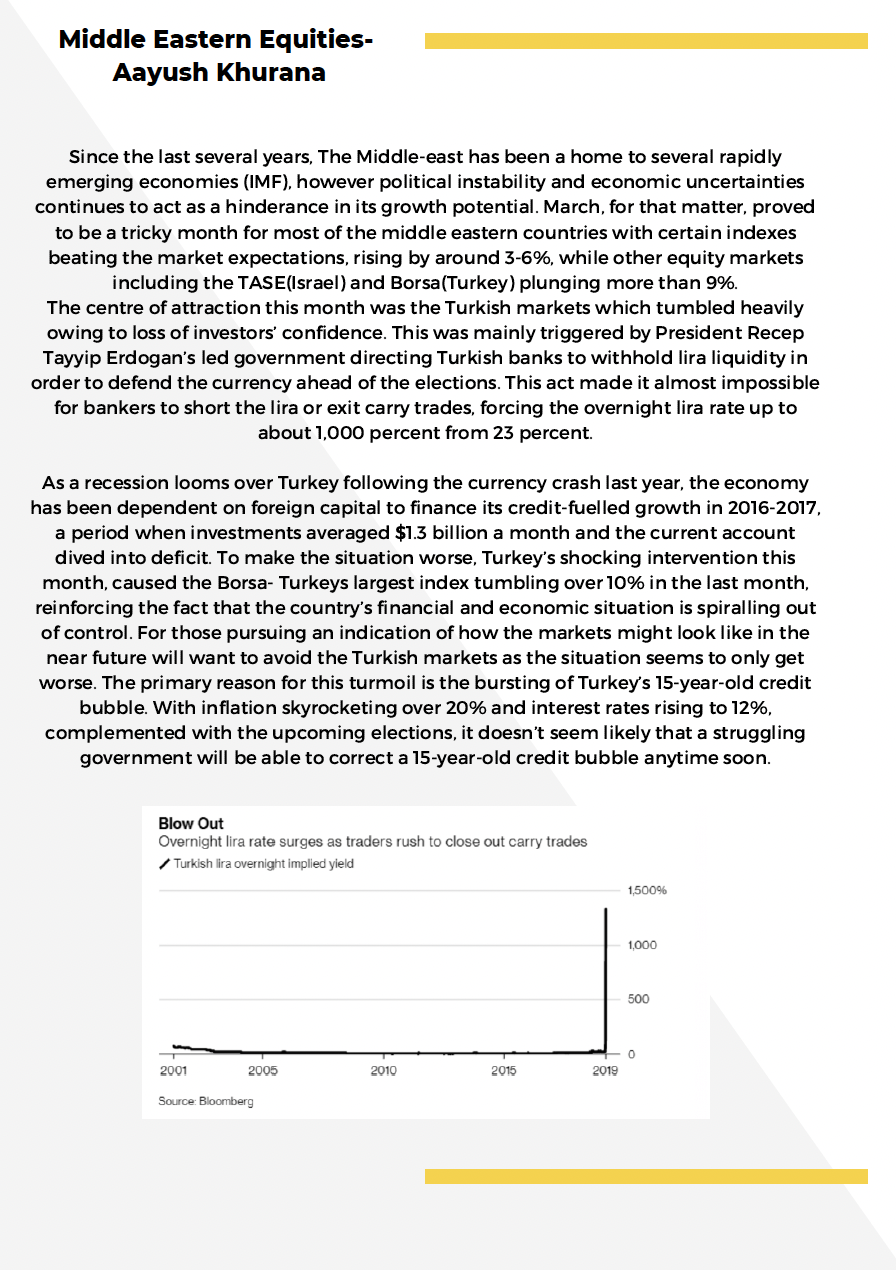 Middle Eastern Equities-
Aayush Khurana
Since the last several years, The Middle-east has been a home to several rapidly
emerging economies (IMF), however political instability and economic uncertainties
continues to act as a hinderance in its growth potential. March, for that matter, proved
to be a tricky month for most of the middle eastern countries with certain indexes
beating the market expectations, rising by around 3-6%, while other equity markets
including the TASE(Israel) and Borsa(Turkey) plunging more than 9%.
The centre of attraction this month was the Turkish markets which tumbled heavily
owing to loss of investors’ confidence. This was mainly triggered by President Recep
Tayyip Erdogan’s led government directing Turkish banks to withhold lira liquidity in
order to defend the currency ahead of the elections. This act made it almost impossible
for bankers to short the lira or exit carry trades, forcing the overnight lira rate up to
about 1,000 percent from 23 percent.
As a recession looms over Turkey following the currency crash last year, the economy
has been dependent on foreign capital to finance its credit-fuelled growth in 2016-2017,
a period when investments averaged $1.3 billion a month and the current account
dived into deficit. To make the situation worse, Turkey’s shocking intervention this
month, caused the Borsa- Turkeys largest index tumbling over 10% in the last month,
reinforcing the fact that the country’s financial and economic situation is spiralling out
of control. For those pursuing an indication of how the markets might look like in the
near future will want to avoid the Turkish markets as the situation seems to only get
worse. The primary reason for this turmoil is the bursting of Turkey’s 15-year-old credit
bubble. With inflation skyrocketing over 20% and interest rates rising to 12%,
complemented with the upcoming elections, it doesn’t seem likely that a struggling
government will be able to correct a 15-year-old credit bubble anytime soon.
Blow Out
Overnight lira rate surges as traders rush to close out carry trades
Turkish lira overnight implied yield
1,500%
1,000
500
0
2001 2005 2010 2015 2019
Source: Bloomberg